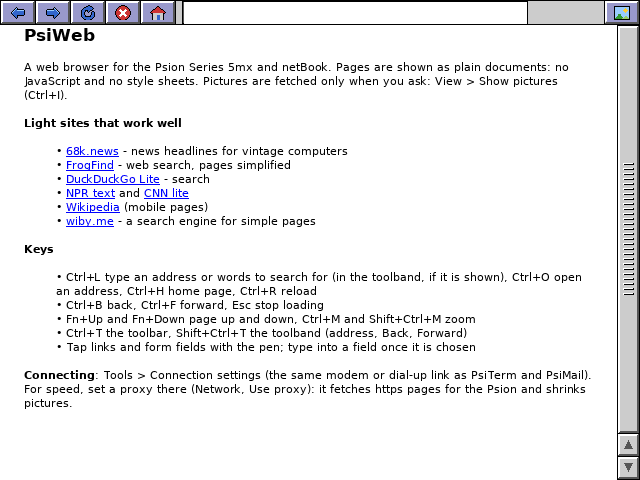 PsiWeb
A web browser for the Psion Series 5mx and netBook. Pages are shown as plain documents: no
JavaScript and no style sheets. Pictures are fetched only when you ask: View > Show pictures
(Ctrl+I).
Light sites that work well
• 68k.news - news headlines for vintage computers
• FrogFind - web search, pages simplified
• DuckDuckGo Lite - search
• NPR text and CNN lite
• Wikipedia (mobile pages)
• wiby.me - a search engine for simple pages
Keys
• Ctrl+L type an address or words to search for (in the toolband, if it is shown), Ctrl+O open
an address, Ctrl+H home page, Ctrl+R reload
• Ctrl+B back, Ctrl+F forward, Esc stop loading
• Fn+Up and Fn+Down page up and down, Ctrl+M and Shift+Ctrl+M zoom
• Ctrl+T the toolbar, Shift+Ctrl+T the toolband (address, Back, Forward)
• Tap links and form fields with the pen; type into a field once it is chosen
Connecting: Tools > Connection settings (the same modem or dial-up link as PsiTerm and PsiMail).
For speed, set a proxy there (Network, Use proxy): it fetches https pages for the Psion and shrinks
pictures.